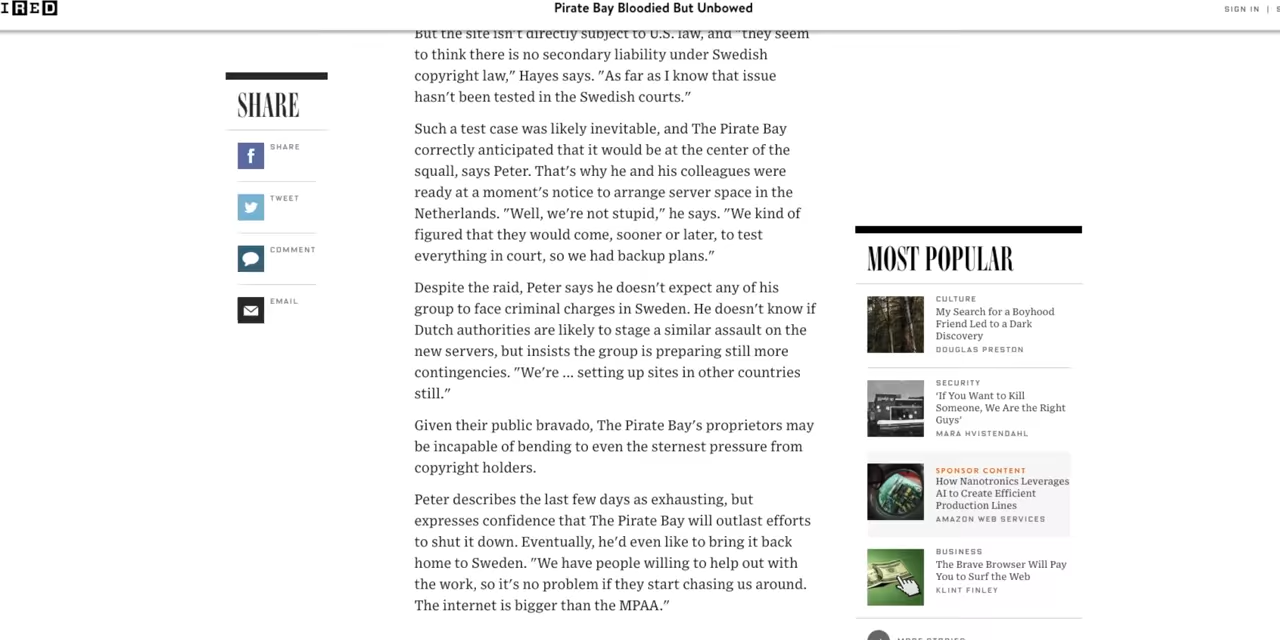 IRED
Pirate Bay Bloodied But Unbowed
SIGN IN | S
But the site isn't directly subject to U.S. law, and "they seem
to think there is no secondary liability under Swedish
copyright law," Hayes says. "As far as I know that issue
hasn't been tested in the Swedish courts."
Such a test case was likely inevitable, and The Pirate Bay
correctly anticipated that it would be at the center of the
squall, says Peter. That's why he and his colleagues were
ready at a moment's notice to arrange server space in the
Netherlands. "Well, we're not stupid," he says. "We kind of
figured that they would come, sooner or later, to test
everything in court, so we had backup plans."
Despite the raid, Peter says he doesn't expect any of his
group to face criminal charges in Sweden. He doesn't know if
Dutch authorities are likely to stage a similar assault on the
new servers, but insists the group is preparing still more
contingencies. "We're ... setting up sites in other countries
still."
Given their public bravado, The Pirate Bay's proprietors may
be incapable of bending to even the sternest pressure from
copyright holders.
Peter describes the last few days as exhausting, but
expresses confidence that The Pirate Bay will outlast efforts
to shut it down. Eventually, he'd even like to bring it back
home to Sweden. "We have people willing to help out with
the work, so it's no problem if they start chasing us around.
The internet is bigger than the MPAA."
SHARE
SHARE
TWEET
COMMENT
EMAIL
MOST POPULAR
CULTURE
My Search for a Boyhood
Friend Led to a Dark
Discovery
DOUGLAS PRESTON
SECURITY
'If You Want to Kill
Someone, We Are the Right
Guys'
MARA HVISTENDAHL
SPONSOR CONTENT
How Nanotronics Leverages
AI to Create Efficient
Production Lines
AMAZON WEB SERVICES
BUSINESS
The Brave Browser Will Pay
You to Surf the Web
KLINT FINLEY
MORE STORIES